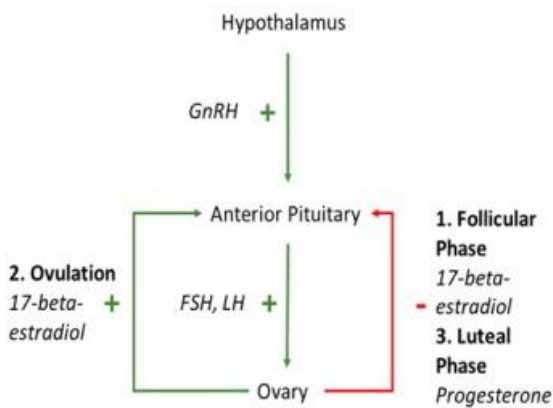 Hypothalamus
GnRH +
Anterior Pituitary
2. Ovulation
17-beta-
estradiol
+
FSH, LH +
-
1. Follicular
Phase
17-beta-
estradiol
3. Luteal
Phase
Progesterone
Ovary